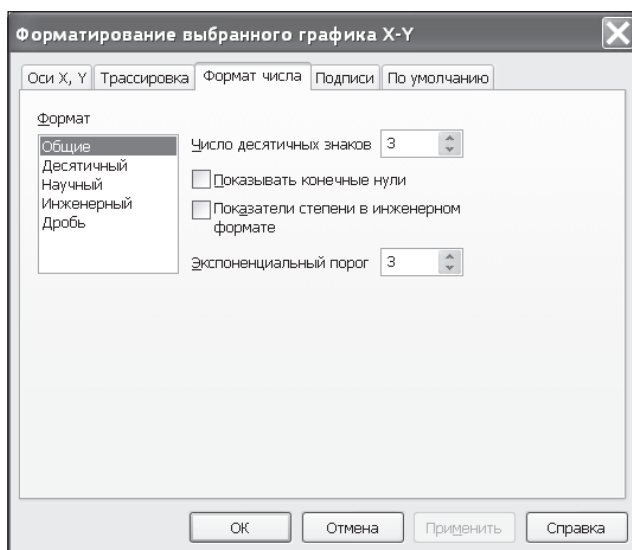 Форматирование выбранного графика X-Y
Оси X, Y Трассировка Формат числа Подписи По умолчанию
Формат
Общие
Десятичный
Научный
Инженерный
Дробь
Число десятичных знаков 3
Показывать конечные нули
Показатели степени в инженерном
формате
Экспоненциальный порог 3
ОК Отмена Применить Справка